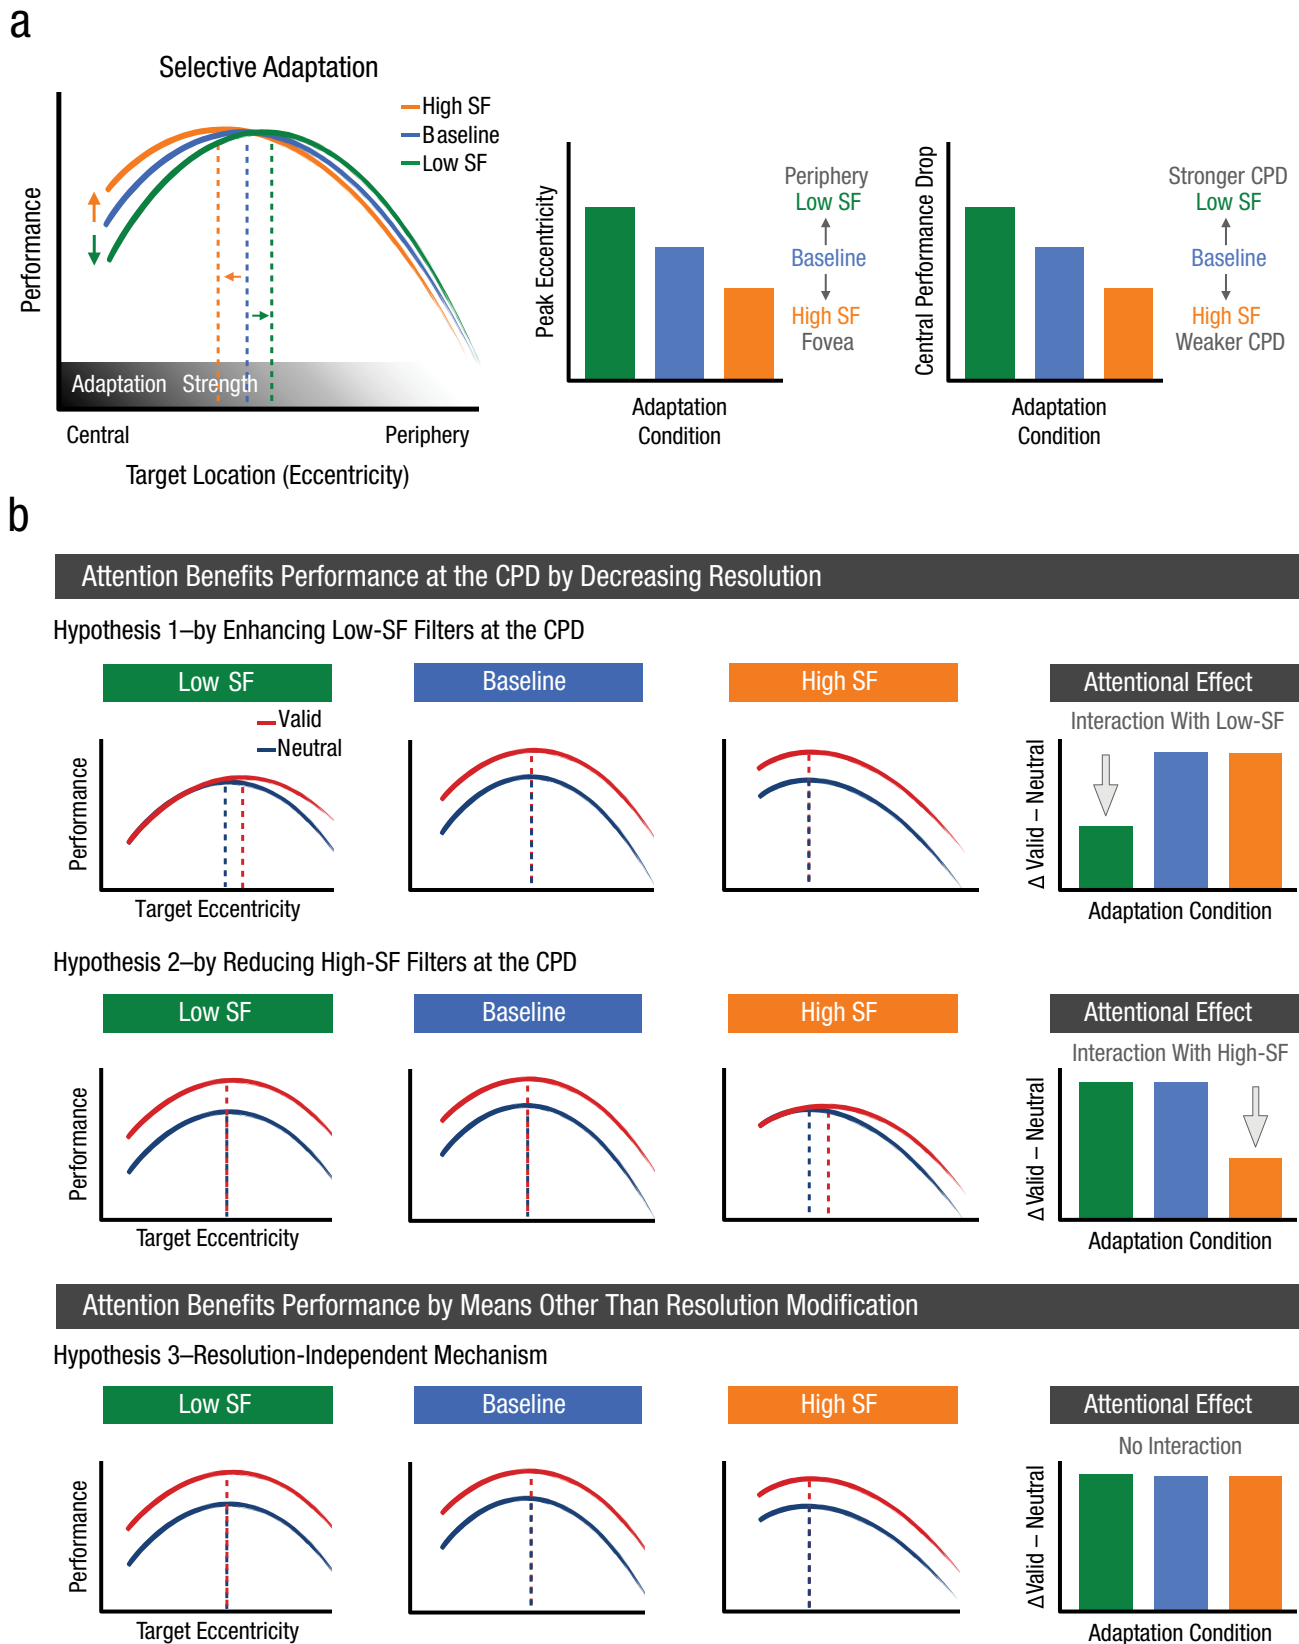 a
Selective Adaptation
High SF
Baseline
Low SF
Performance
Adaptation Strength
Central
Periphery
Target Location (Eccentricity)
Peak Eccentricity
Periphery
Low SF
Baseline
High SF
Fovea
Adaptation
Condition
Central Performance Drop
Stronger CPD
Low SF
Baseline
High SF
Weaker CPD
Adaptation
Condition
b
Attention Benefits Performance at the CPD by Decreasing Resolution
Hypothesis 1–by Enhancing Low-SF Filters at the CPD
Low SF
Baseline
High SF
Attentional Effect
Valid
Neutral
Performance
Target Eccentricity
Interaction With Low-SF
Δ Valid – Neutral
Adaptation Condition
Hypothesis 2–by Reducing High-SF Filters at the CPD
Low SF
Baseline
High SF
Attentional Effect
Performance
Target Eccentricity
Interaction With High-SF
Δ Valid – Neutral
Adaptation Condition
Attention Benefits Performance by Means Other Than Resolution Modification
Hypothesis 3–Resolution-Independent Mechanism
Low SF
Baseline
High SF
Attentional Effect
Performance
Target Eccentricity
No Interaction
Δ Valid – Neutral
Adaptation Condition